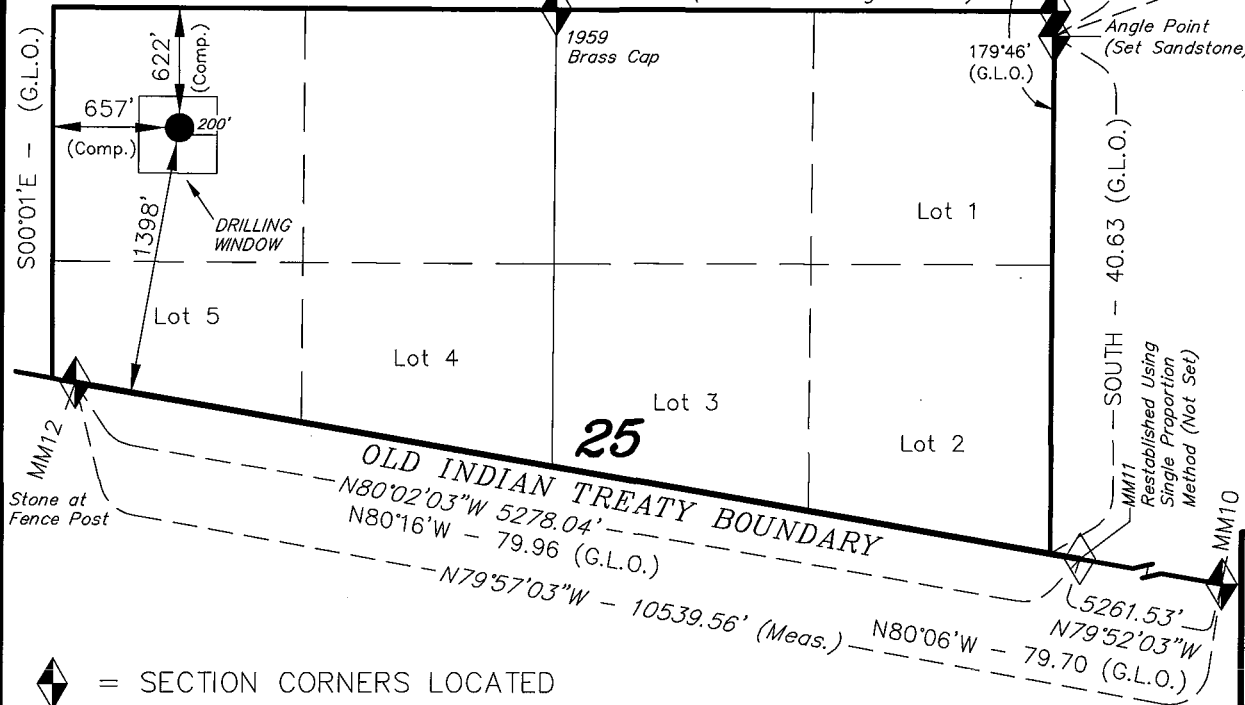 S00°01'E - (G.L.O.)
622'
(Comp.)
657'
(Comp.)
200'
1398'
DRILLING
WINDOW
1959
Brass Cap
179°46'
(G.L.O.)
Angle Point
(Set Sandstone)
Lot 1
SOUTH - 40.63 (G.L.O.)
Lot 5
Lot 4
Lot 3
Lot 2
25
MM12
Stone at
Fence Post
OLD INDIAN TREATY BOUNDARY
N80°02'03"W 5278.04'
N80°16'W - 79.96 (G.L.O.)
N79°57'03"W - 10539.56' (Meas.)
MM11
Restablished Using
Single Proportion
Method (Not Set)
MM10
5261.53'
N79°52'03"W
N80°06'W - 79.70 (G.L.O.)
= SECTION CORNERS LOCATED